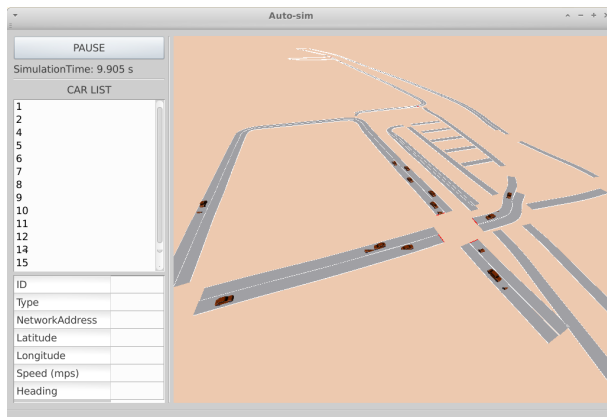 Auto-sim
PAUSE
SimulationTime: 9.905 s
CAR LIST
1
2
4
5
6
7
8
9
10
11
12
14
15
ID
Type
NetworkAddress
Latitude
Longitude
Speed (mps)
Heading